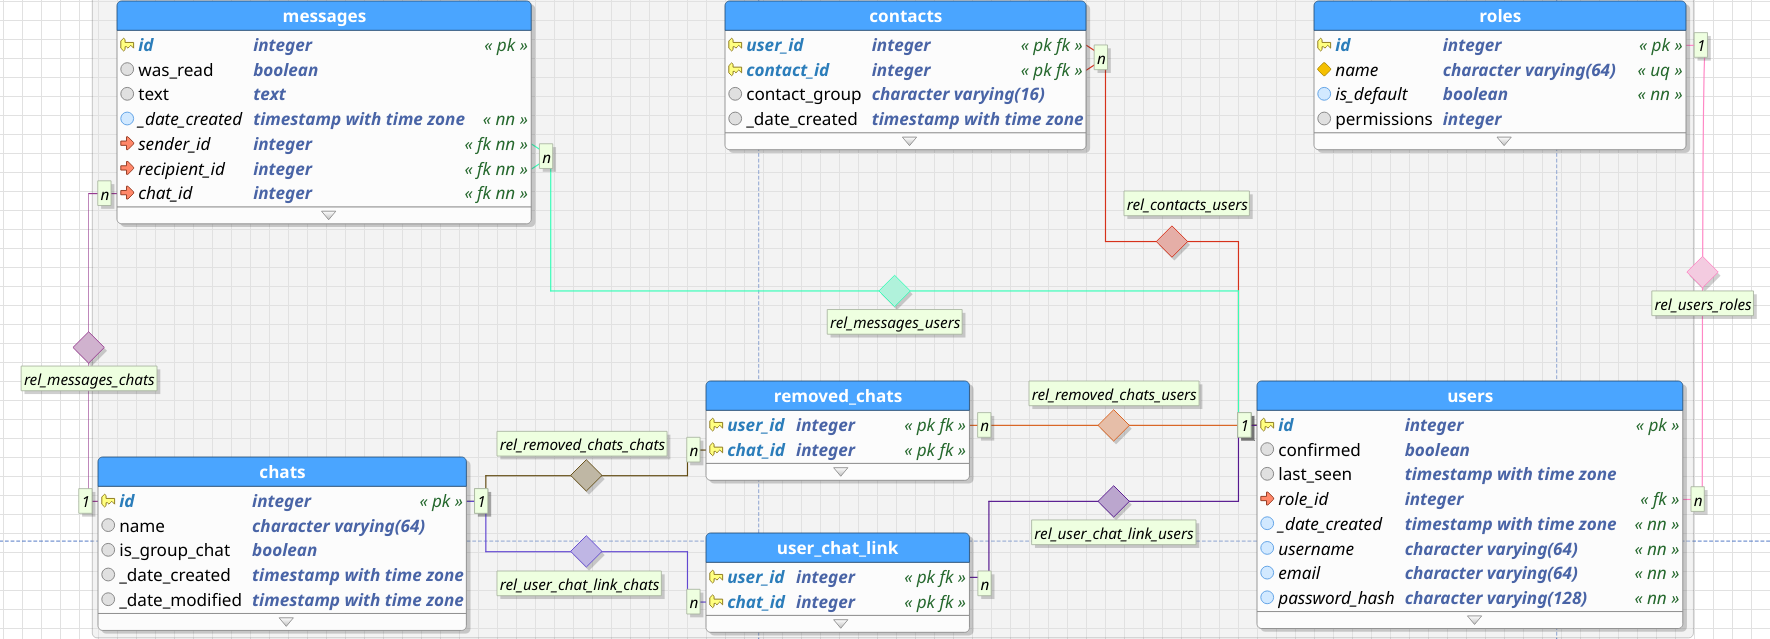 messages
id integer « pk »
was_read boolean
text text
_date_created timestamp with time zone « nn »
sender_id integer « fk nn »
recipient_id integer « fk nn »
chat_id integer « fk nn »
n
n
contacts
user_id integer « pk fk »
contact_id integer « pk fk »
contact_group character varying(16)
_date_created timestamp with time zone
n
roles
id integer « pk »
name character varying(64) « uq »
is_default boolean « nn »
permissions integer
1
rel_contacts_users
rel_users_roles
rel_messages_users
rel_messages_chats
removed_chats
user_id integer « pk fk »
chat_id integer « pk fk »
n
n
rel_removed_chats_users
rel_removed_chats_chats
users
id integer « pk »
confirmed boolean
last_seen timestamp with time zone
role_id integer « fk »
_date_created timestamp with time zone « nn »
username character varying(64) « nn »
email character varying(64) « nn »
password_hash character varying(128) « nn »
1
n
chats
id integer « pk »
name character varying(64)
is_group_chat boolean
_date_created timestamp with time zone
_date_modified timestamp with time zone
1
1
rel_user_chat_link_users
rel_user_chat_link_chats
user_chat_link
user_id integer « pk fk »
chat_id integer « pk fk »
n
n